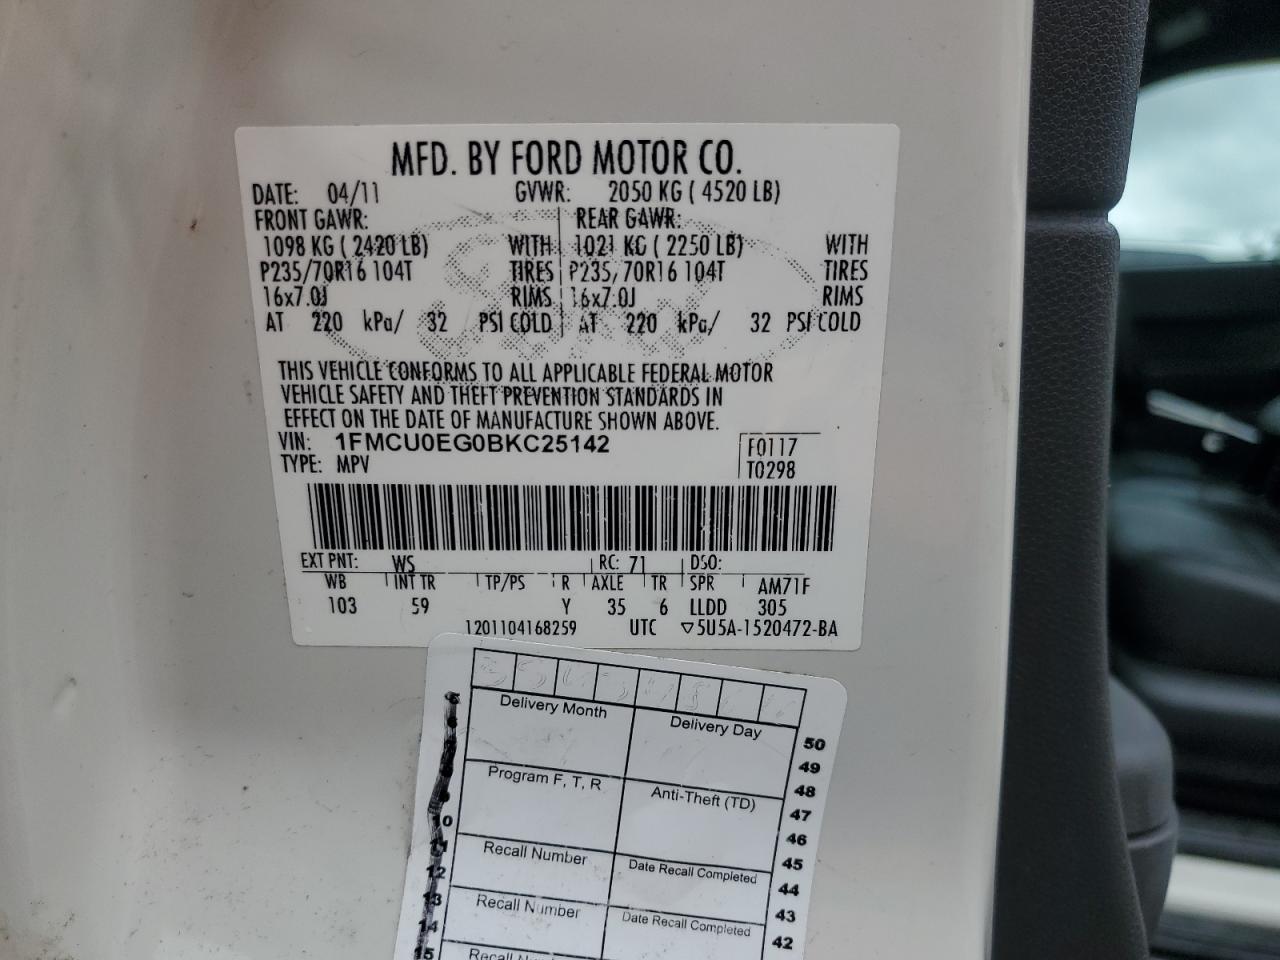 MFD. BY FORD MOTOR CO.
DATE: 04/11 GVWR: 2050 KG ( 4520 LB)
FRONT GAWR: REAR GAWR:
1098 KG ( 2420 LB) WITH 1021 KG ( 2250 LB) WITH
P235/70R16 104T TIRES P235/70R16 104T TIRES
16x7.0J RIMS 16x7.0J RIMS
AT 220 kPa/ 32 PSI COLD AT 220 kPa/ 32 PSI COLD
THIS VEHICLE CONFORMS TO ALL APPLICABLE FEDERAL MOTOR
VEHICLE SAFETY AND THEFT PREVENTION STANDARDS IN
EFFECT ON THE DATE OF MANUFACTURE SHOWN ABOVE.
VIN: 1FMCU0EG0BKC25142 F0117
TYPE: MPV T0298
EXT PNT: WS RC: 71 DSO:
WB INT TR TP/PS R AXLE TR SPR AM71F
103 59 Y 35 6 LLDD 305
1201104168259 UTC ▽5U5A-1520472-BA
Delivery Month Delivery Day 50
49
Program F, T, R Anti-Theft (TD) 48
47
10 46
11 Recall Number Date Recall Completed 45
12 44
13 Recall Number Date Recall Completed 43
14 42
15 Recall